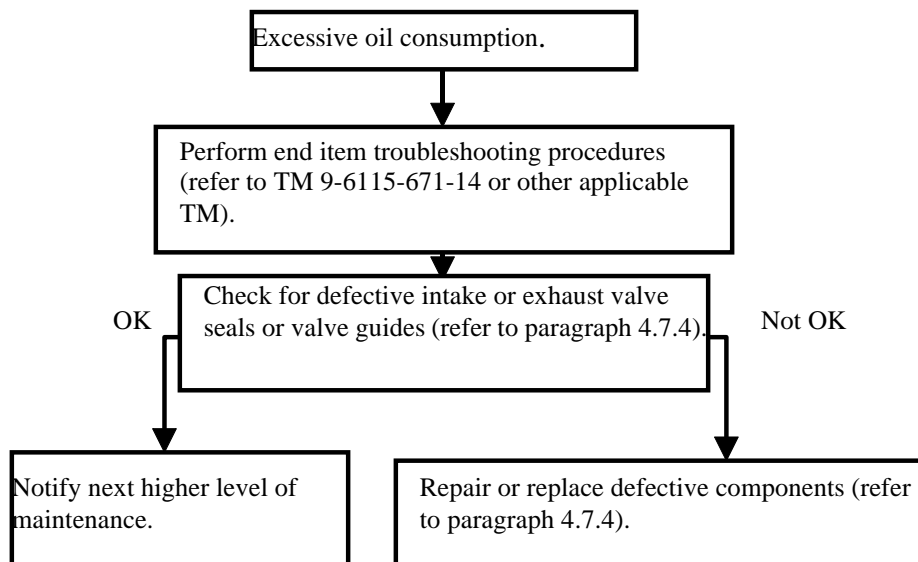 Excessive oil consumption.
Perform end item troubleshooting procedures
(refer to TM 9-6115-671-14 or other applicable
TM).
Check for defective intake or exhaust valve
seals or valve guides (refer to paragraph 4.7.4).
OK
Not OK
Notify next higher level of
maintenance.
Repair or replace defective components (refer
to paragraph 4.7.4).